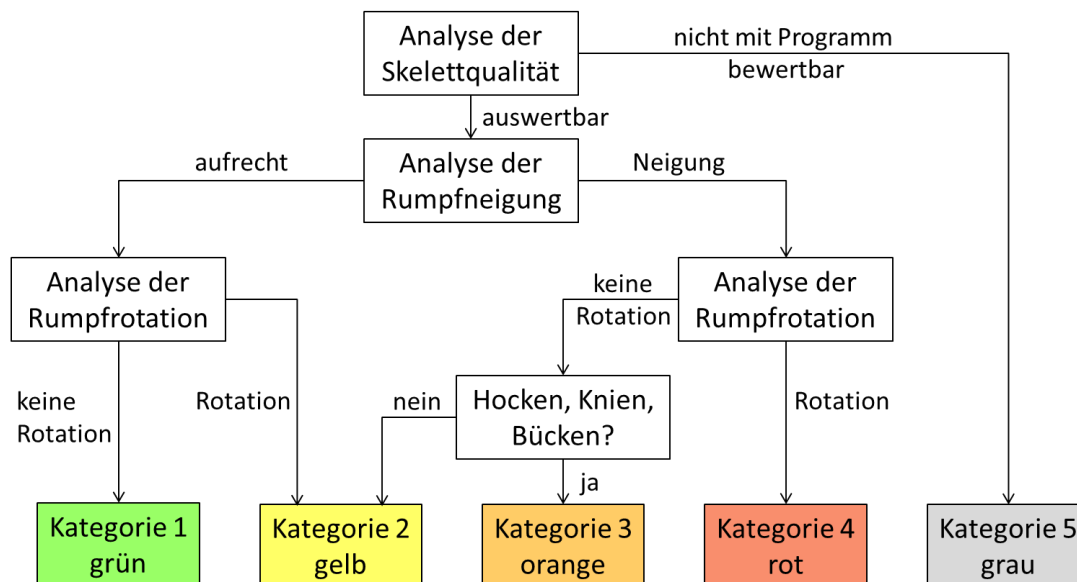 Analyse der
Skelettqualität
nicht mit Programm
bewertbar
auswertbar
aufrecht
Analyse der
Rumpfneigung
Neigung
Analyse der
Rumpfrotation
keine
Rotation
Analyse der
Rumpfrotation
keine
Rotation
Rotation
nein
Hocken, Knien,
Bücken?
Rotation
ja
Kategorie 1
grün
Kategorie 2
gelb
Kategorie 3
orange
Kategorie 4
rot
Kategorie 5
grau